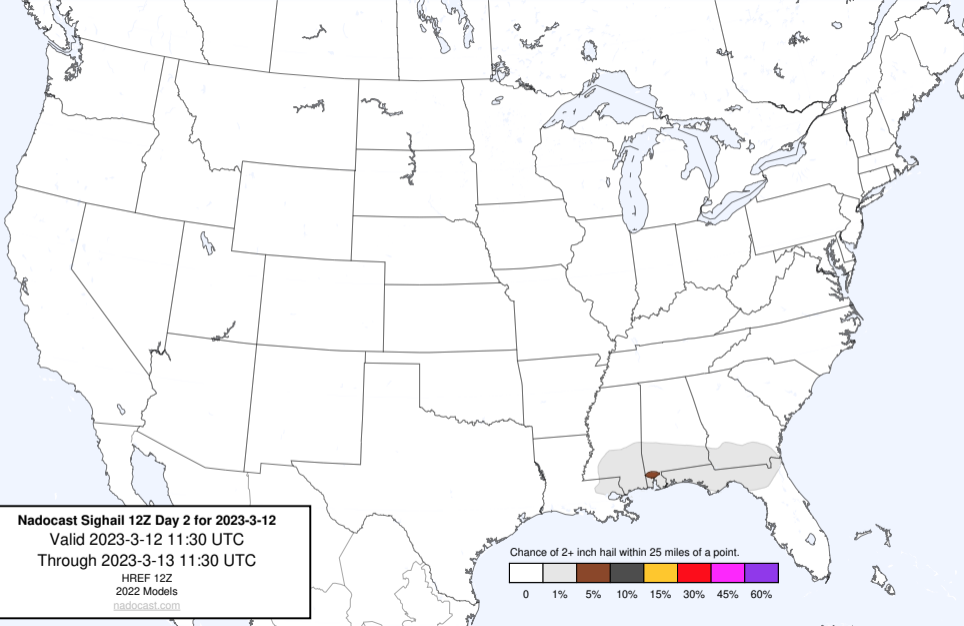 Nadocast Sighail 12Z Day 2 for 2023-3-12
Valid 2023-3-12 11:30 UTC
Through 2023-3-13 11:30 UTC
HREF 12Z
2022 Models
nadocast.com
Chance of 2+ inch hail within 25 miles of a point.
0 1% 5% 10% 15% 30% 45% 60%